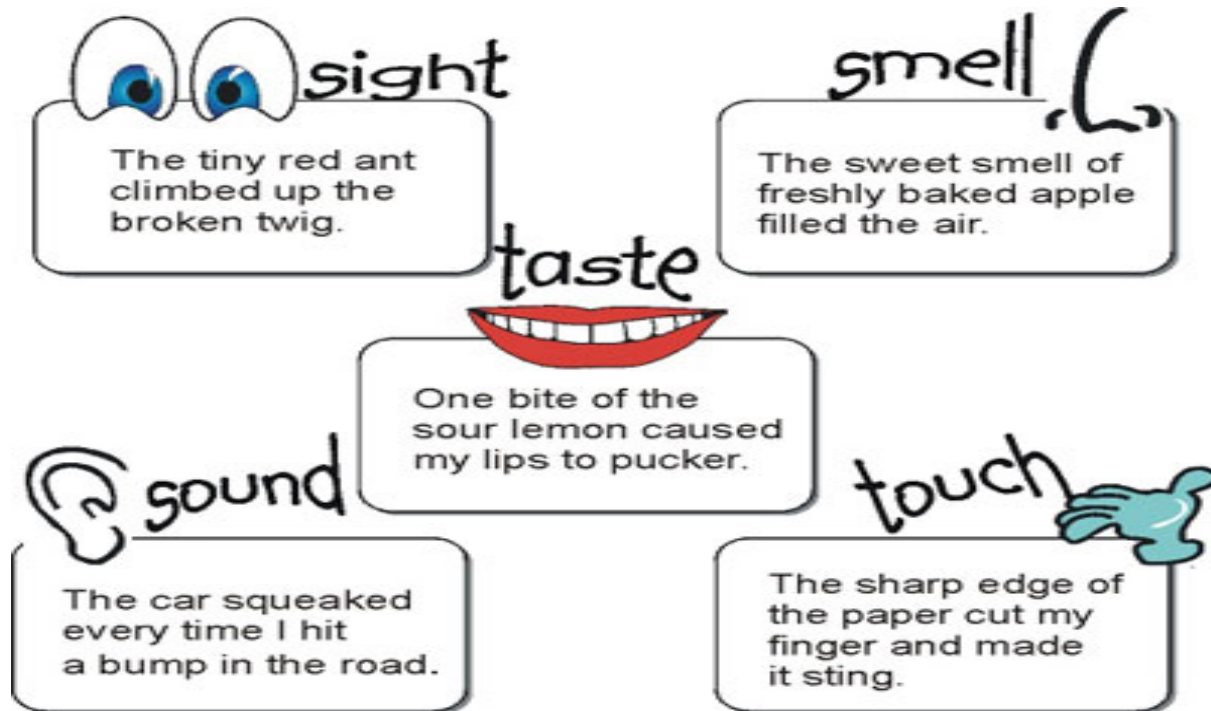 sight
The tiny red ant
climbed up the
broken twig.
smell
The sweet smell of
freshly baked apple
filled the air.
taste
One bite of the
sour lemon caused
my lips to pucker.
sound
The car squeaked
every time I hit
a bump in the road.
touch
The sharp edge of
the paper cut my
finger and made
it sting.